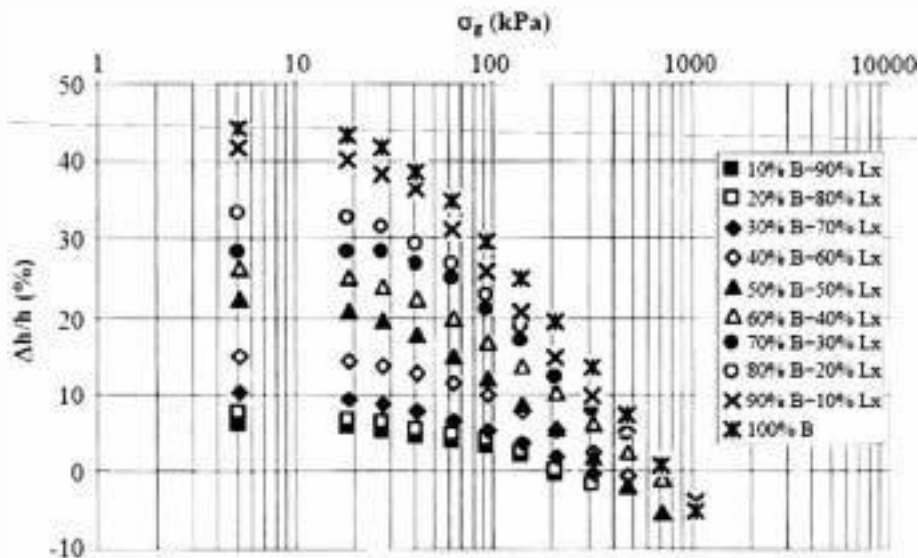 σg (kPa)
1 10 100 1000 10000
50
40
30
20
10
0
-10
Δh/h (%)
10% B-90% Lx
20% B-80% Lx
30% B-70% Lx
40% B-60% Lx
50% B-50% Lx
60% B-40% Lx
70% B-30% Lx
80% B-20% Lx
90% B-10% Lx
100% B